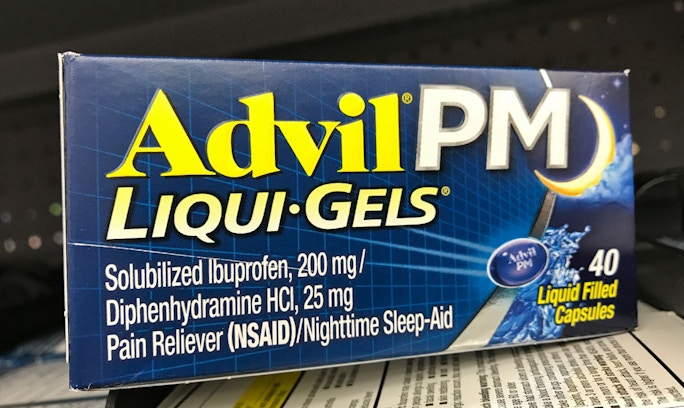 Advil® PM
LIQUI·GELS®
Solubilized Ibuprofen, 200 mg/
Diphenhydramine HCl, 25 mg
Pain Reliever (NSAID)/Nighttime Sleep-Aid
Advil
PM
40
Liquid Filled
Capsules